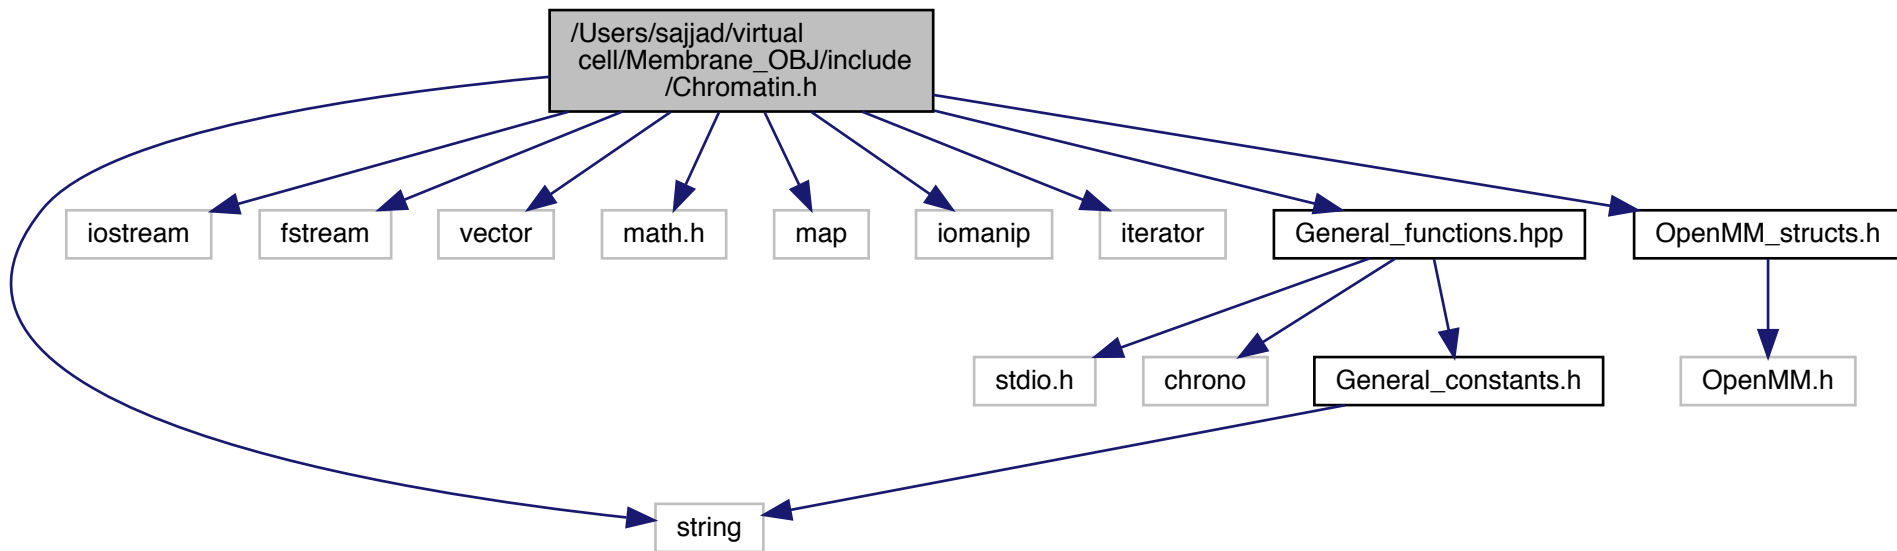 /Users/sajjad/virtual
cell/Membrane_OBJ/include
/Chromatin.h
iostream
fstream
vector
math.h
map
iomanip
iterator
General_functions.hpp
OpenMM_structs.h
stdio.h
chrono
General_constants.h
OpenMM.h
string